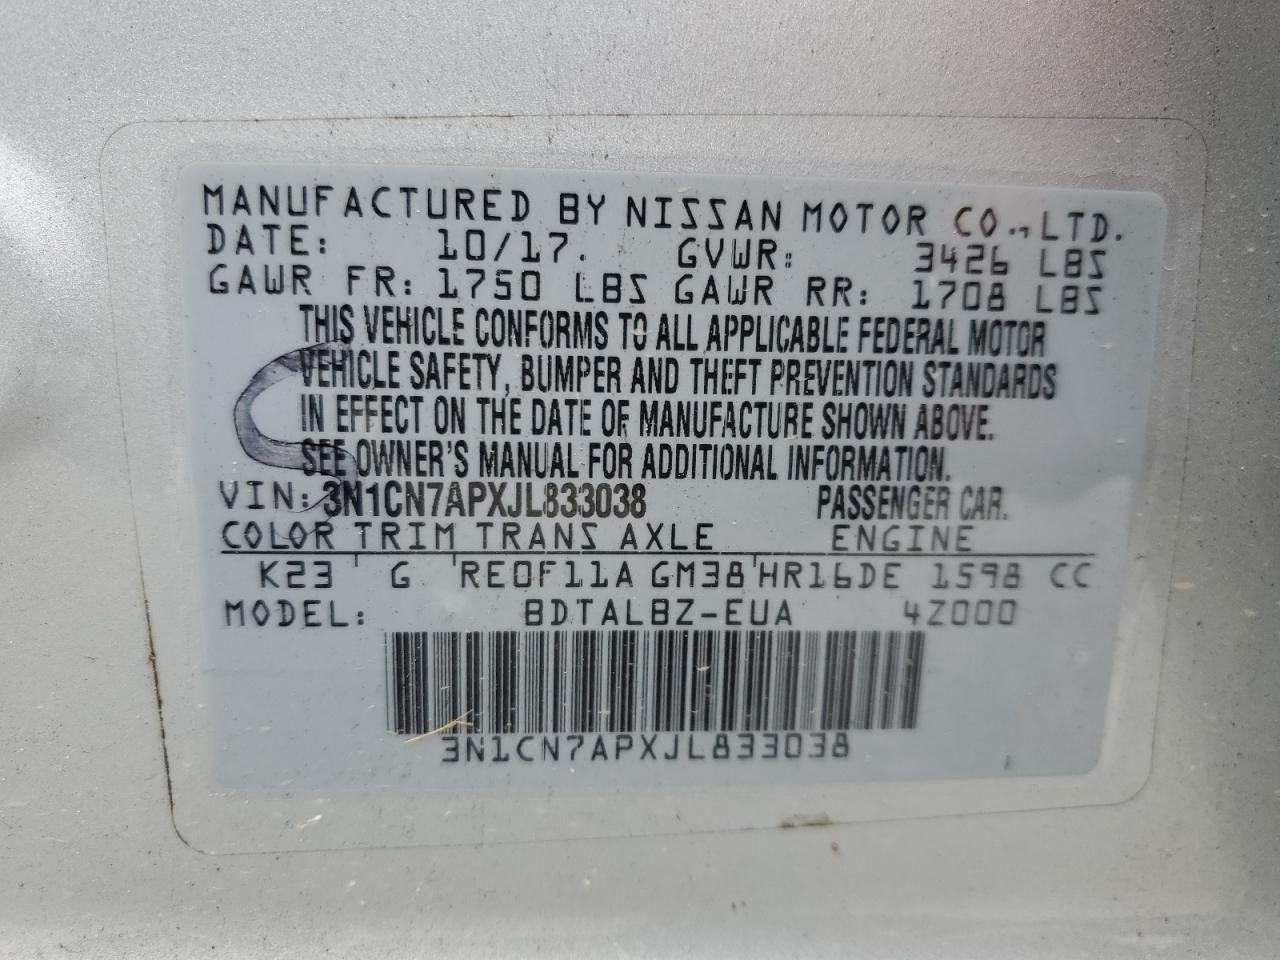 MANUFACTURED BY NISSAN MOTOR CO., LTD.
DATE: 10/17. GVWR: 3426 LBS
GAWR FR: 1750 LBS GAWR RR: 1708 LBS
THIS VEHICLE CONFORMS TO ALL APPLICABLE FEDERAL MOTOR
VEHICLE SAFETY, BUMPER AND THEFT PREVENTION STANDARDS
IN EFFECT ON THE DATE OF MANUFACTURE SHOWN ABOVE.
SEE OWNER'S MANUAL FOR ADDITIONAL INFORMATION.
VIN: 3N1CN7APXJL833038 PASSENGER CAR.
COLOR TRIM TRANS AXLE ENGINE
K23 G RE0F11A GM38 HR16DE 1598 CC
MODEL: BDTALBZ-EUA 4Z000
3N1CN7APXJL833038